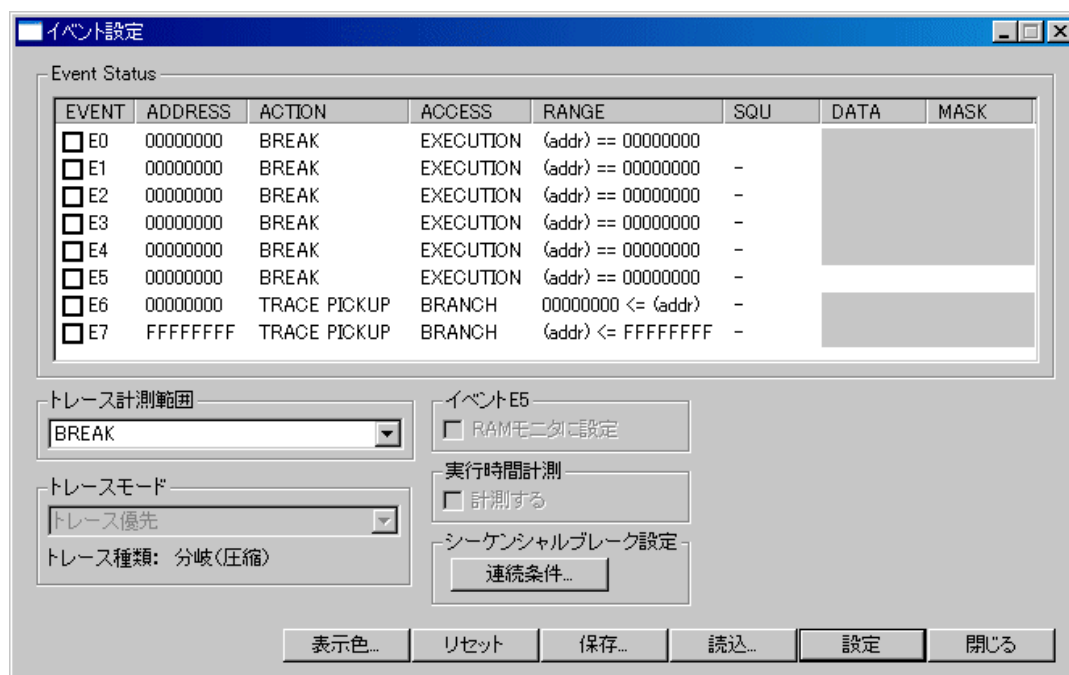 イベント設定
Event Status
EVENT ADDRESS ACTION ACCESS RANGE SQU DATA MASK
E0 00000000 BREAK EXECUTION (addr) == 00000000
E1 00000000 BREAK EXECUTION (addr) == 00000000 -
E2 00000000 BREAK EXECUTION (addr) == 00000000 -
E3 00000000 BREAK EXECUTION (addr) == 00000000 -
E4 00000000 BREAK EXECUTION (addr) == 00000000 -
E5 00000000 BREAK EXECUTION (addr) == 00000000 -
E6 00000000 TRACE PICKUP BRANCH 00000000 <= (addr) -
E7 FFFFFFFF TRACE PICKUP BRANCH (addr) <= FFFFFFFF -
トレース計測範囲
BREAK
トレースモード
トレース優先
トレース種類: 分岐(圧縮)
イベントE5
RAMモニタに設定
実行時間計測
計測する
シーケンシャルブレーク設定
連続条件...
表示色... リセット 保存... 読込... 設定 閉じる